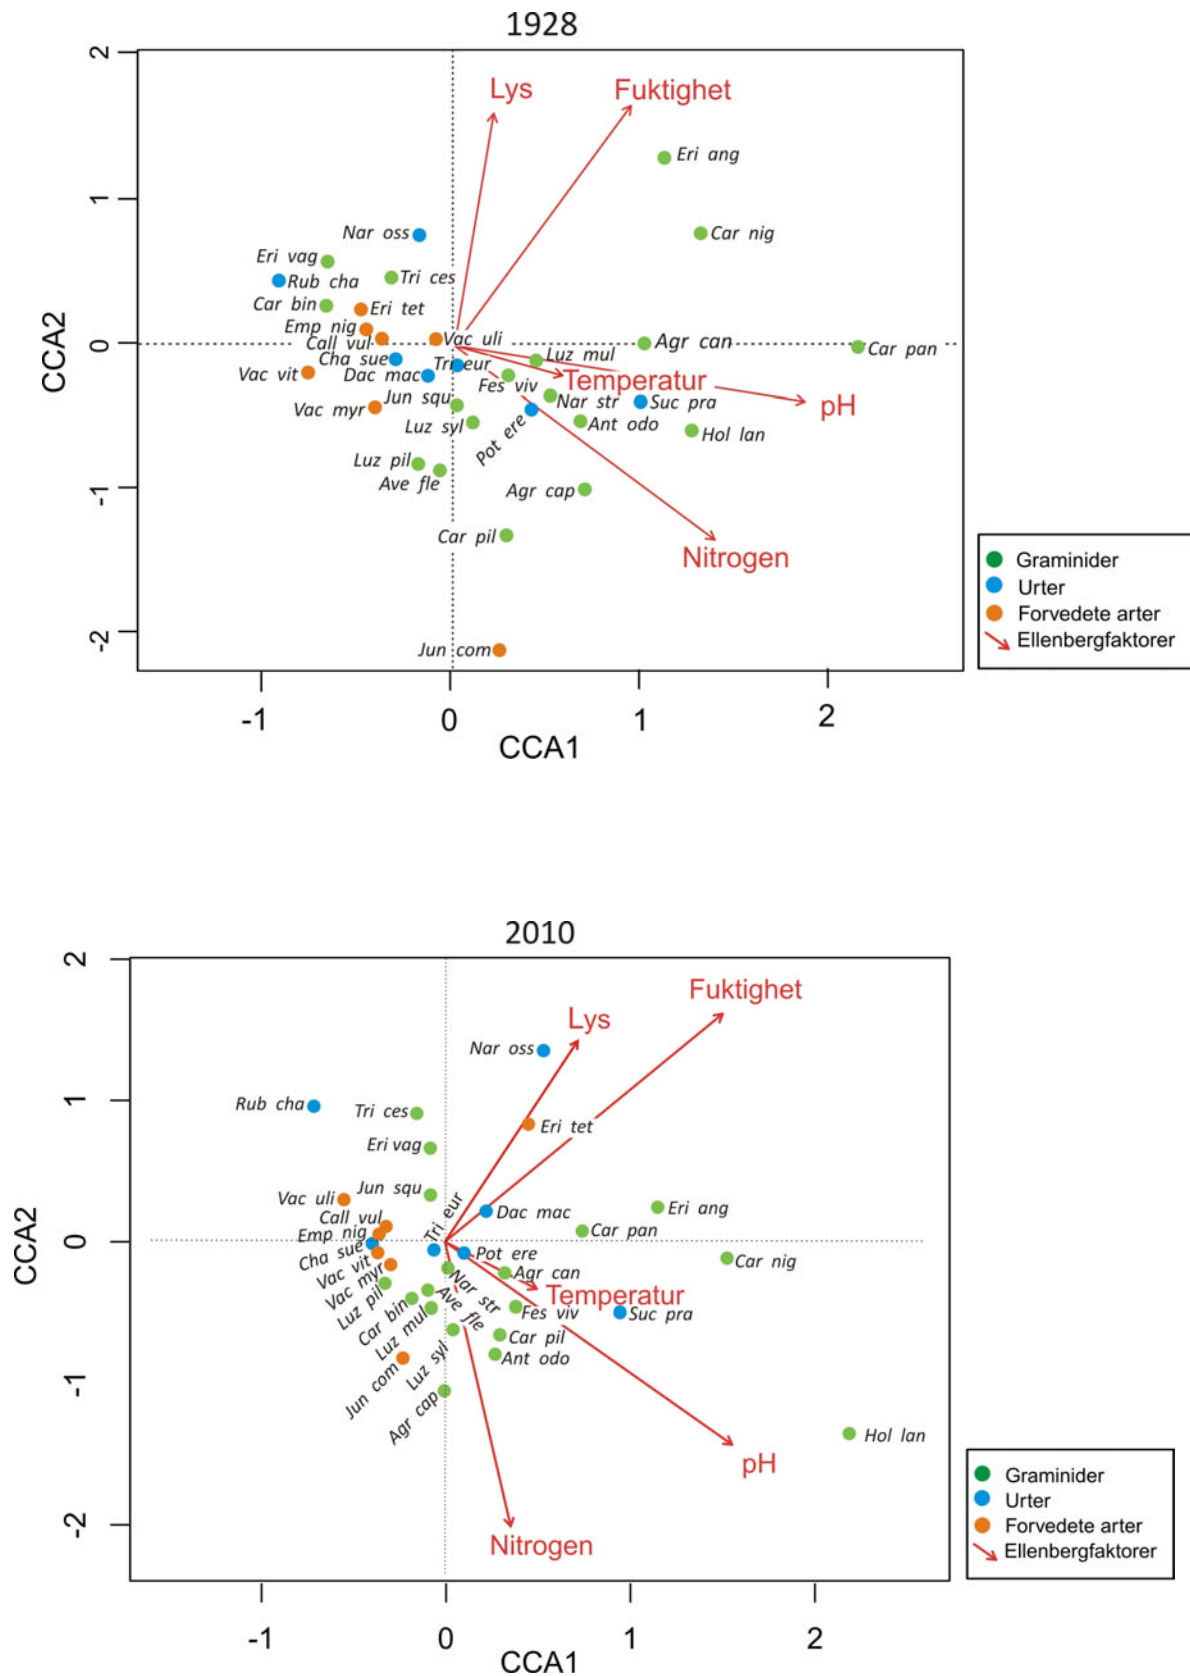 1928
2
Lys
Fuktighet
Eri ang
1
Nar oss
Car nig
Eri vag
Tri ces
Rub cha
Car bin
Eri tet
Emp nig
Call vul
Vac uli
Agr can
CCA2
0
Car pan
Cha sue
Tri eur
Luz mul
Vac vit
Dac mac
Fes viv
Temperatur
Jun squ
Nar str
Suc pra
pH
Vac myr
Luz syl
Pot ere
Ant odo
Hol lan
Luz pil
Ave fle
Agr cap
-1
Car pil
Nitrogen
Graminider
Urter
Forvedete arter
Ellenbergfaktorer
-2
Jun com
-1
0
1
2
CCA1
2010
2
Fuktighet
Lys
Nar oss
1
Rub cha
Tri ces
Eri tet
Eri vag
Jun squ
Vac uli
Tri eur
Eri ang
Call vul
Dac mac
Emp nig
Car pan
CCA2
0
Cha sue
Pot ere
Car nig
Vac vit
Agr can
Vac myr
Nar str
Temperatur
Luz pil
Ave fle
Car bin
Fes viv
Suc pra
Luz mul
Car pil
Luz syl
Ant odo
Jun com
-1
Agr cap
Hol lan
pH
Graminider
Urter
Forvedete arter
Ellenbergfaktorer
-2
Nitrogen
-1
0
1
2
CCA1